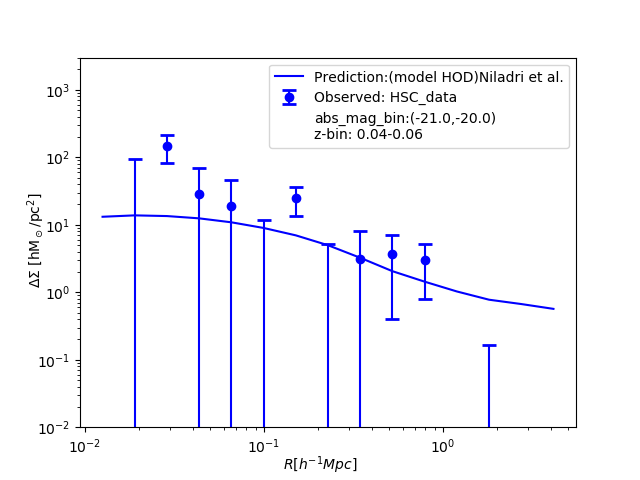 Prediction:(model HOD)Niladri et al.
Observed: HSC_data
abs_mag_bin:(-21.0,-20.0)
z-bin: 0.04-0.06
ΔΣ [hM⊙/pc²]
10³
10²
10¹
10⁰
10⁻¹
10⁻²
10⁻² 10⁻¹ 10⁰
R[h⁻¹Mpc]